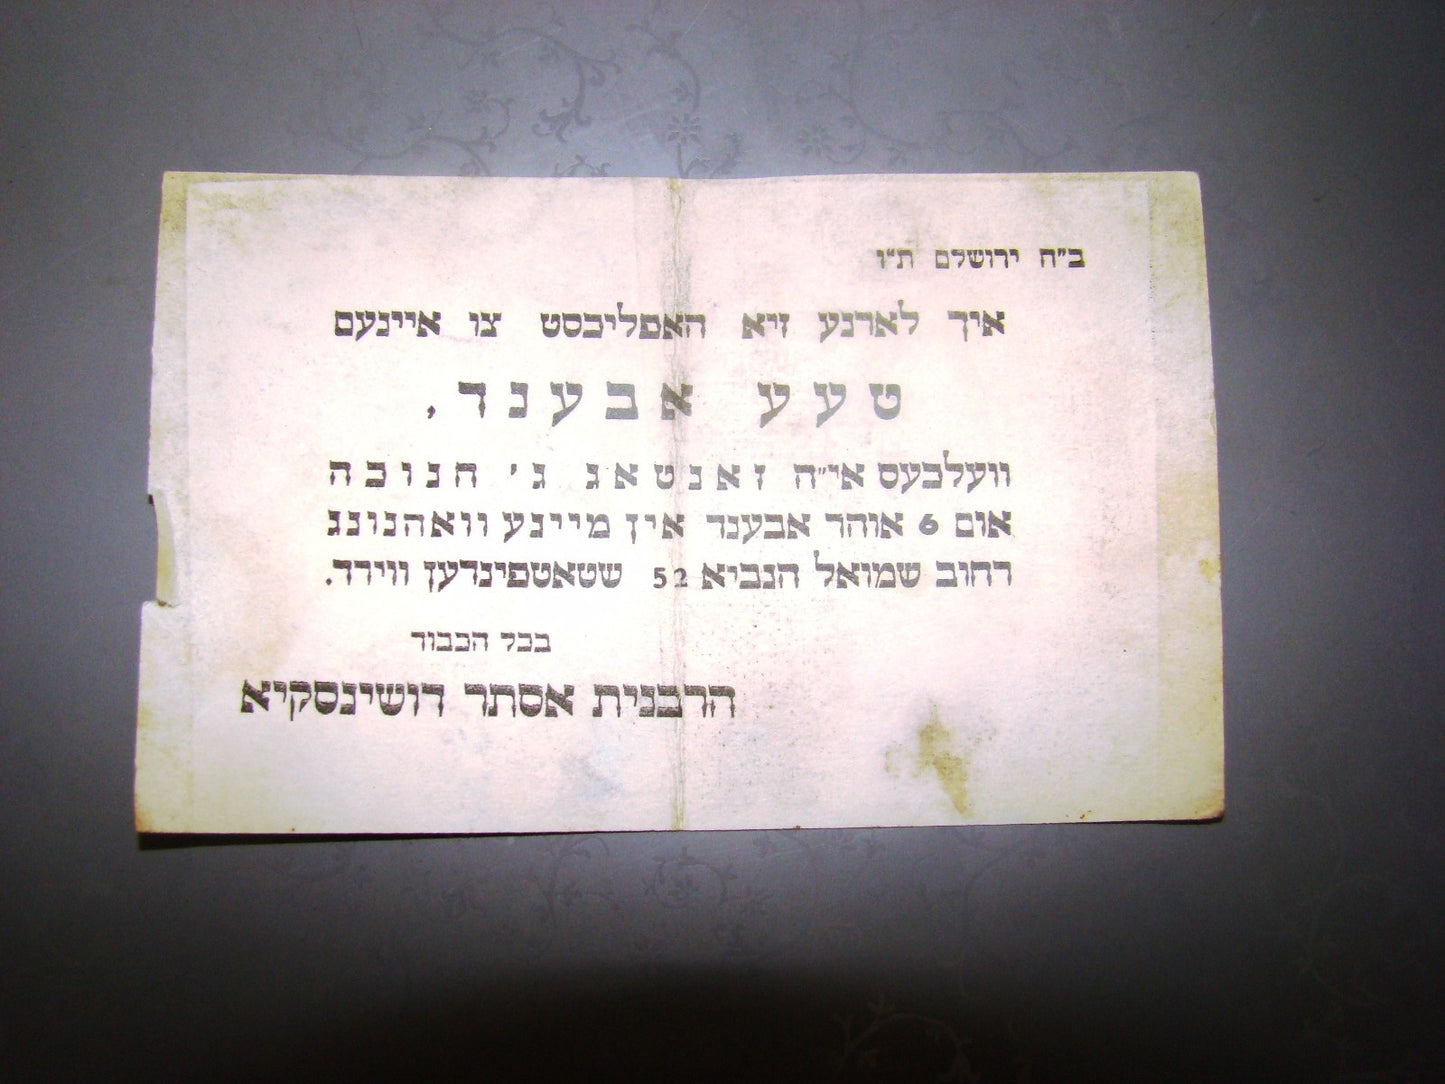 ב"ה ירושלם ת"ו
איך לארנע זיא האפליכסט צו איינעם
טעע אבענד,
וועלכעס אי"ה זאנטאג ג' חנוכה
אום 6 אוהר אבענד אין מיינע וואהנונג
רחוב שמואל הנביא 52 שטאטפינדען ווירד.
בכל הכבוד
הרבנית אסתר דושינסקיא